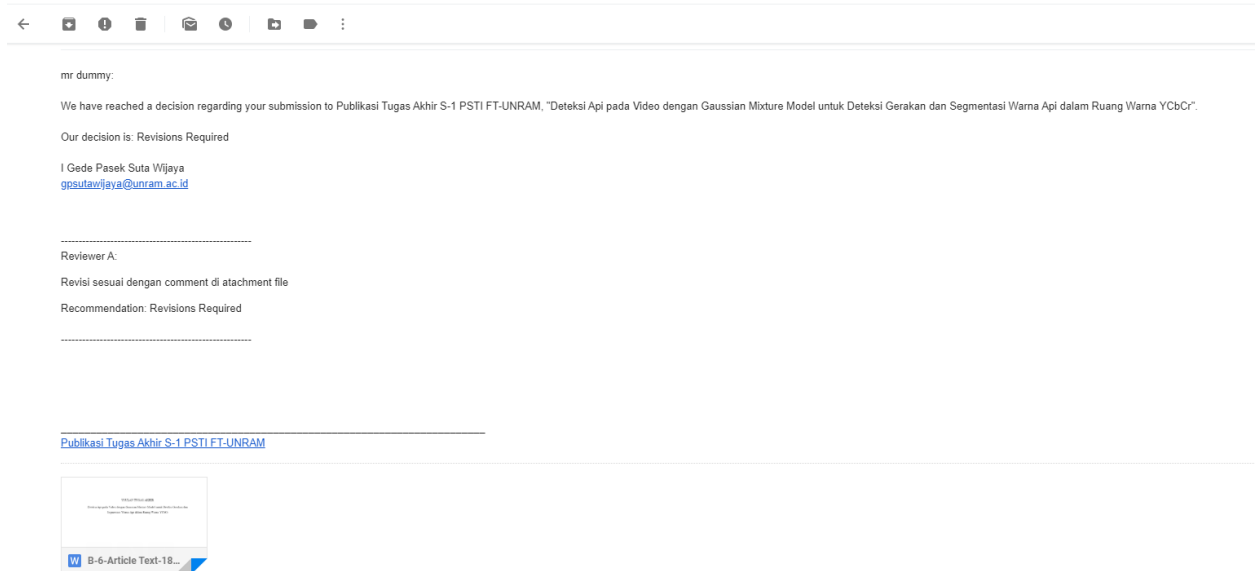 mr dummy:
We have reached a decision regarding your submission to Publikasi Tugas Akhir S-1 PSTI FT-UNRAM, "Deteksi Api pada Video dengan Gaussian Mixture Model untuk Deteksi Gerakan dan Segmentasi Warna Api dalam Ruang Warna YCbCr".
Our decision is: Revisions Required
I Gede Pasek Suta Wijaya
gpsutawijaya@unram.ac.id
------------------------------------------------------
Reviewer A:
Revisi sesuai dengan comment di atachment file
Recommendation: Revisions Required
------------------------------------------------------
________________________________________________________________________
Publikasi Tugas Akhir S-1 PSTI FT-UNRAM
W B-6-Article Text-18...